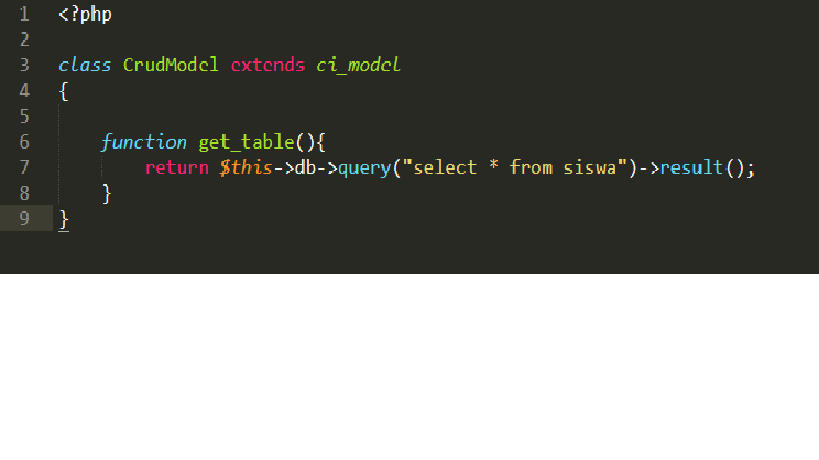 1 <?php
2
3 class CrudModel extends ci_model
4 {
5
6 function get_table(){
7 return $this->db->query("select * from siswa")->result();
8 }
9 }